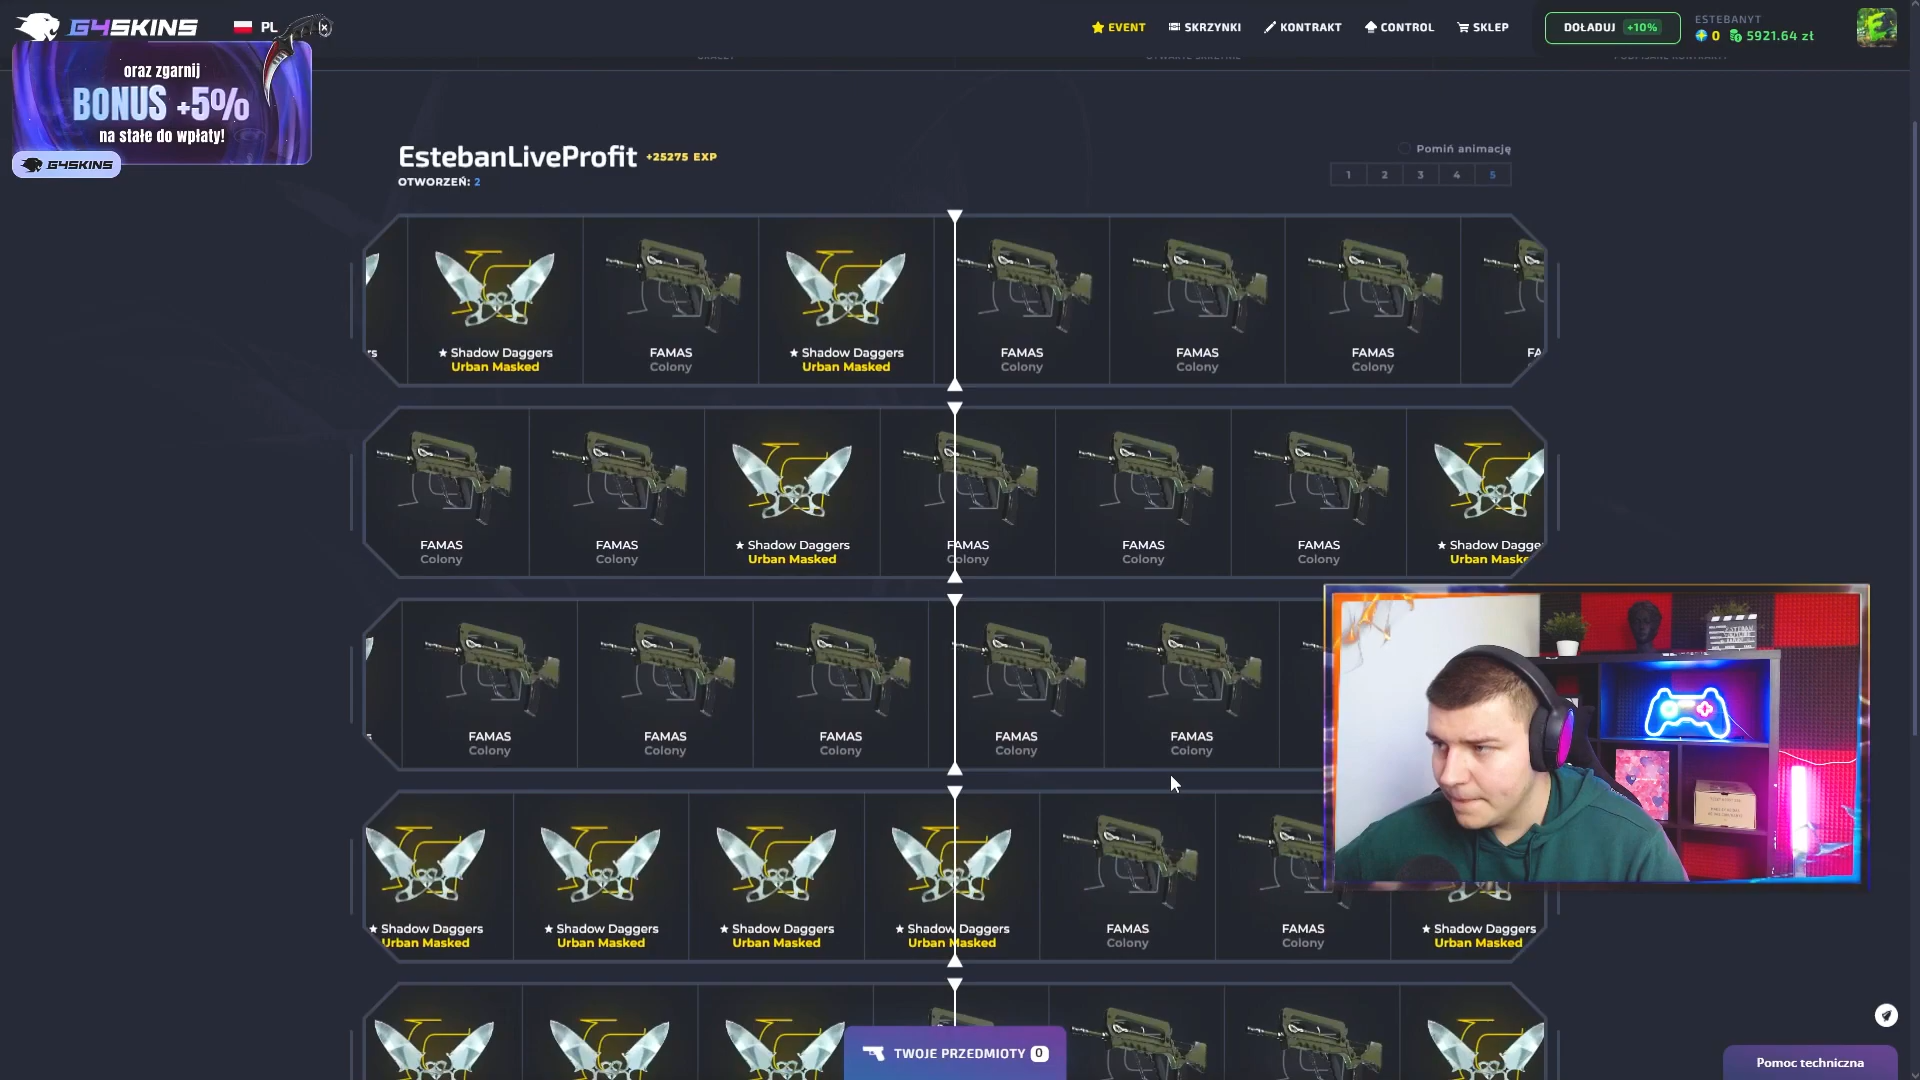 G4SKINS
PL
EVENT
SKRZYNKI
KONTRAKT
CONTROL
SKLEP
DOŁADUJ +10%
ESTEBANYT
0 5921.64 zł
oraz zgarnij
BONUS +5%
na stałe do wpłaty!
G4SKINS
EstebanLiveProfit +25275 EXP
OTWORZEŃ: 2
Pomiń animację
1 2 3 4 5
★ Shadow Daggers
Urban Masked
FAMAS
Colony
★ Shadow Daggers
Urban Masked
FAMAS
Colony
FAMAS
Colony
FAMAS
Colony
FAMAS
Colony
FAMAS
Colony
★ Shadow Daggers
Urban Masked
FAMAS
Colony
FAMAS
Colony
FAMAS
Colony
★ Shadow Dagge
Urban Maske
FAMAS
Colony
FAMAS
Colony
FAMAS
Colony
FAMAS
Colony
FAMAS
Colony
★ Shadow Daggers
Urban Masked
★ Shadow Daggers
Urban Masked
★ Shadow Daggers
Urban Masked
★ Shadow Daggers
Urban Masked
FAMAS
Colony
FAMAS
Colony
★ Shadow Daggers
Urban Masked
TWOJE PRZEDMIOTY 0
Pomoc techniczna